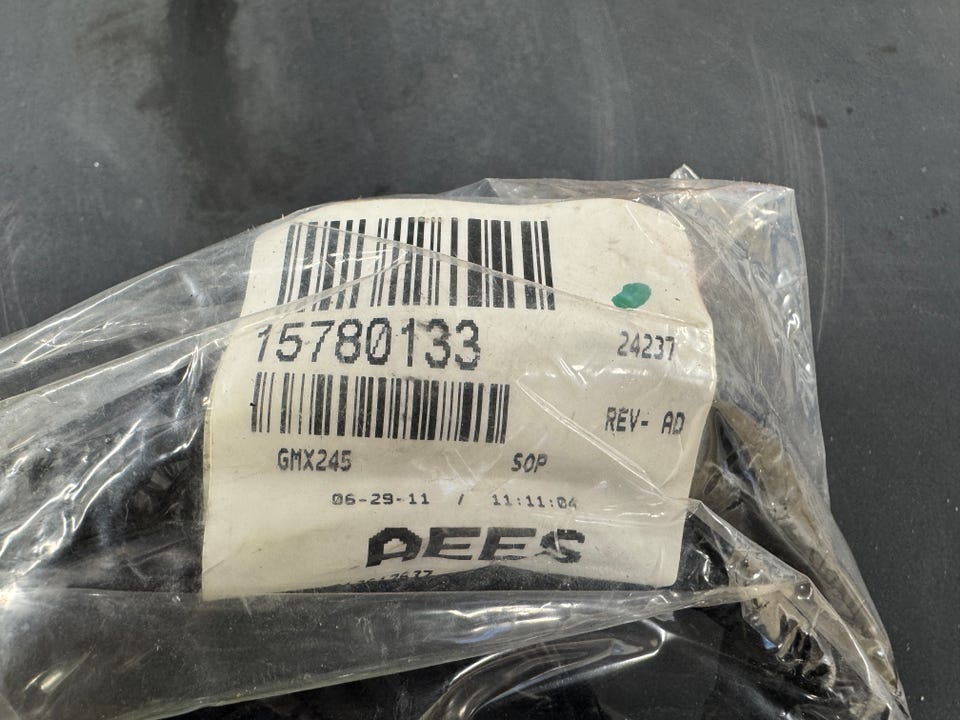 15780133
24237
REV- AD
GMX245 SOP
06-29-11 / 11:11:04
AEES